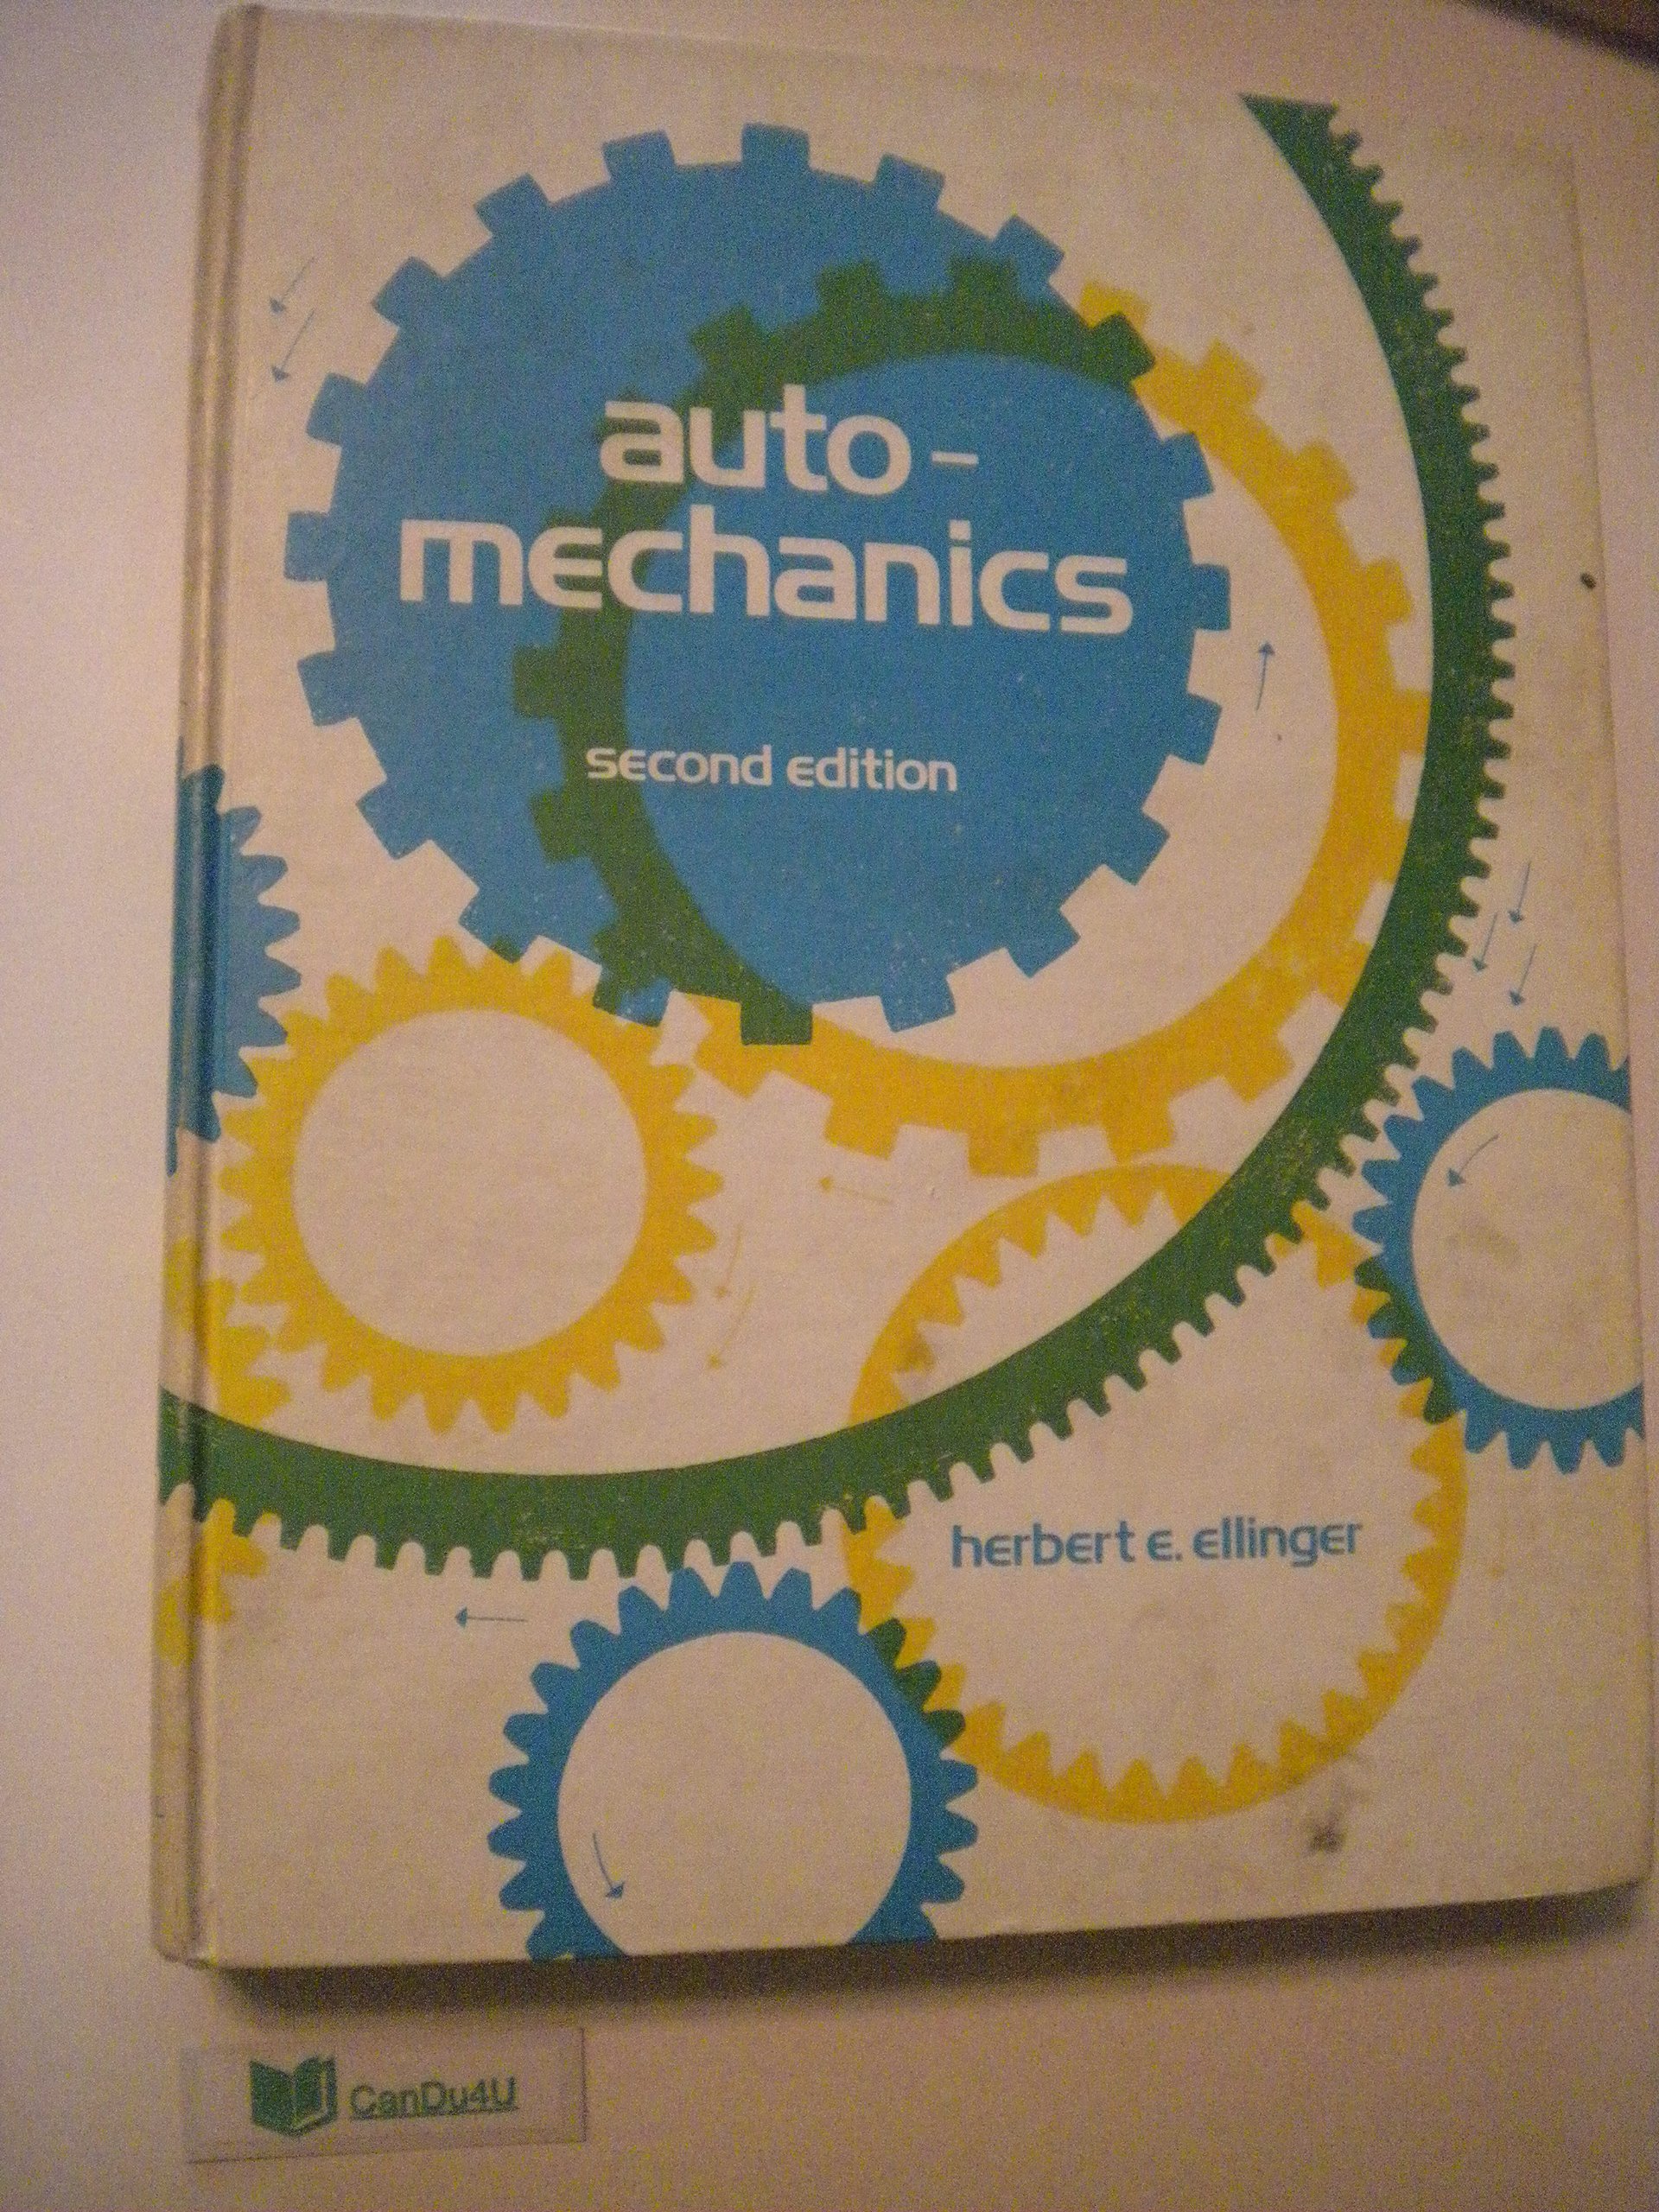 auto-
mechanics
second edition
herbert e. ellinger
CanDu4U